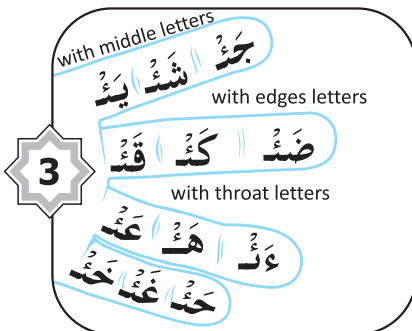 with middle letters
جَئْـ شَئْـ يَئْـ
with edges letters
ضَئْـ كَئْـ قَئْـ
3
with throat letters
ءَئْـ هَئْـ عَئْـ
حَئْـ غَئْـ خَئْـ